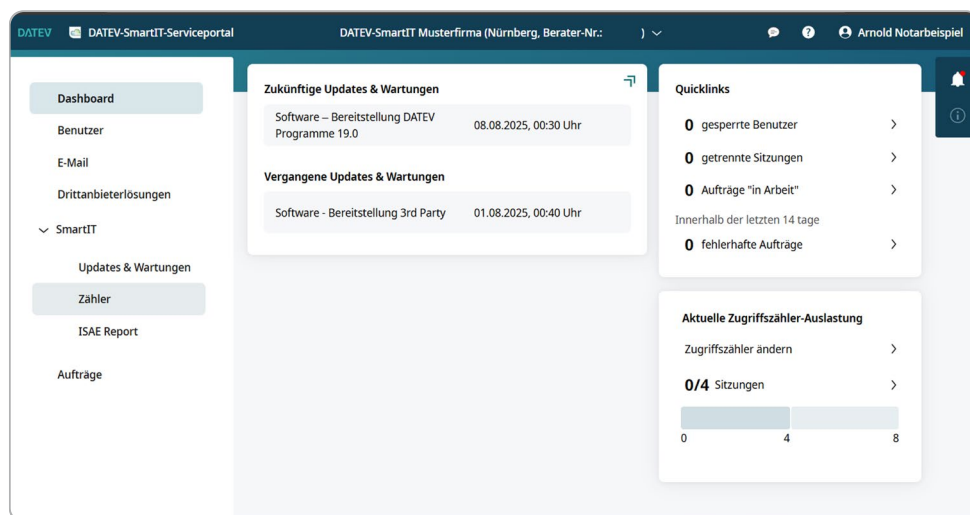 DATEV
DATEV-SmartIT-Serviceportal
DATEV-SmartIT Musterfirma (Nürnberg, Berater-Nr.: )
?
Arnold Notarbeispiel
Dashboard
Benutzer
E-Mail
Drittanbieterlösungen
SmartIT
Updates & Wartungen
Zähler
ISAE Report
Aufträge
Zukünftige Updates & Wartungen
Software – Bereitstellung DATEV
Programme 19.0
08.08.2025, 00:30 Uhr
Vergangene Updates & Wartungen
Software - Bereitstellung 3rd Party
01.08.2025, 00:40 Uhr
Quicklinks
0 gesperrte Benutzer
0 getrennte Sitzungen
0 Aufträge "in Arbeit"
Innerhalb der letzten 14 tage
0 fehlerhafte Aufträge
Aktuelle Zugriffszähler-Auslastung
Zugriffszähler ändern
0/4 Sitzungen
0 4 8